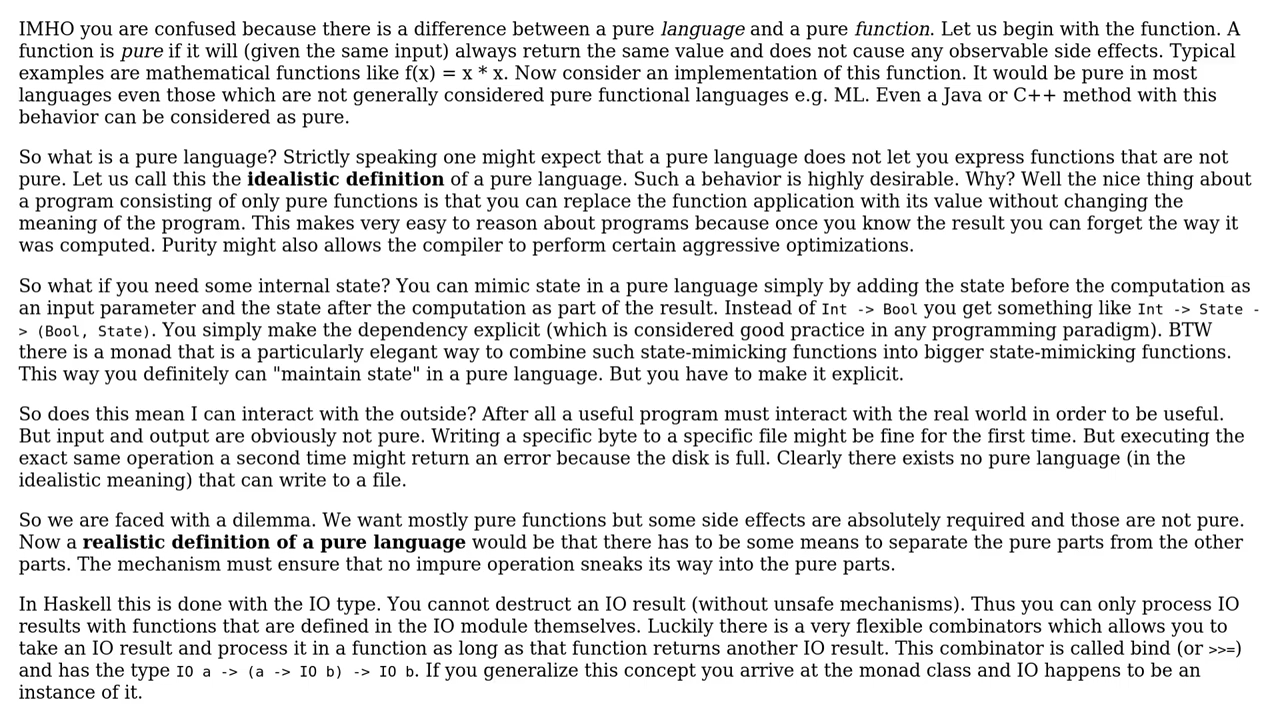 IMHO you are confused because there is a difference between a pure language and a pure function. Let us begin with the function. A
function is pure if it will (given the same input) always return the same value and does not cause any observable side effects. Typical
examples are mathematical functions like f(x) = x * x. Now consider an implementation of this function. It would be pure in most
languages even those which are not generally considered pure functional languages e.g. ML. Even a Java or C++ method with this
behavior can be considered as pure.
So what is a pure language? Strictly speaking one might expect that a pure language does not let you express functions that are not
pure. Let us call this the idealistic definition of a pure language. Such a behavior is highly desirable. Why? Well the nice thing about
a program consisting of only pure functions is that you can replace the function application with its value without changing the
meaning of the program. This makes very easy to reason about programs because once you know the result you can forget the way it
was computed. Purity might also allows the compiler to perform certain aggressive optimizations.
So what if you need some internal state? You can mimic state in a pure language simply by adding the state before the computation as
an input parameter and the state after the computation as part of the result. Instead of Int -> Bool you get something like Int -> State -
> (Bool, State). You simply make the dependency explicit (which is considered good practice in any programming paradigm). BTW
there is a monad that is a particularly elegant way to combine such state-mimicking functions into bigger state-mimicking functions.
This way you definitely can "maintain state" in a pure language. But you have to make it explicit.
So does this mean I can interact with the outside? After all a useful program must interact with the real world in order to be useful.
But input and output are obviously not pure. Writing a specific byte to a specific file might be fine for the first time. But executing the
exact same operation a second time might return an error because the disk is full. Clearly there exists no pure language (in the
idealistic meaning) that can write to a file.
So we are faced with a dilemma. We want mostly pure functions but some side effects are absolutely required and those are not pure.
Now a realistic definition of a pure language would be that there has to be some means to separate the pure parts from the other
parts. The mechanism must ensure that no impure operation sneaks its way into the pure parts.
In Haskell this is done with the IO type. You cannot destruct an IO result (without unsafe mechanisms). Thus you can only process IO
results with functions that are defined in the IO module themselves. Luckily there is a very flexible combinators which allows you to
take an IO result and process it in a function as long as that function returns another IO result. This combinator is called bind (or >>=)
and has the type IO a -> (a -> IO b) -> IO b. If you generalize this concept you arrive at the monad class and IO happens to be an
instance of it.